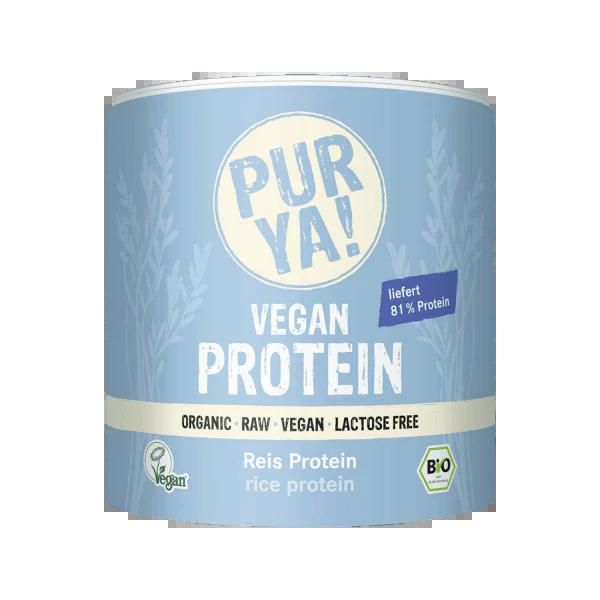 PUR
YA!
liefert
81 % Protein
VEGAN
PROTEIN
ORGANIC · RAW · VEGAN · LACTOSE FREE
Reis Protein
rice protein
Vegan
BiO